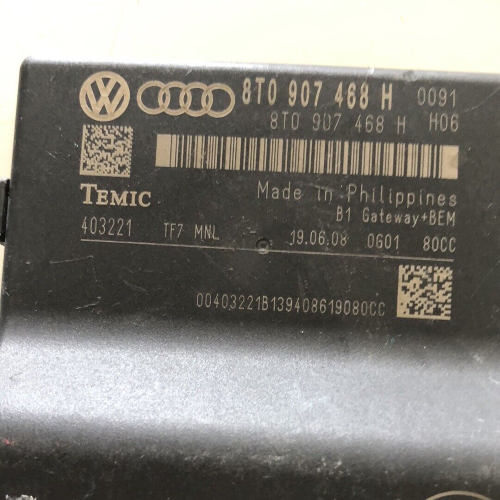 8T0 907 468 H 0091
8T0 907 468 H H06
TEMIC
Made in Philippines
B1 Gateway+BEM
403221 TF7 MNL 19.06.08 0601 80CC
00403221B139408619080CC